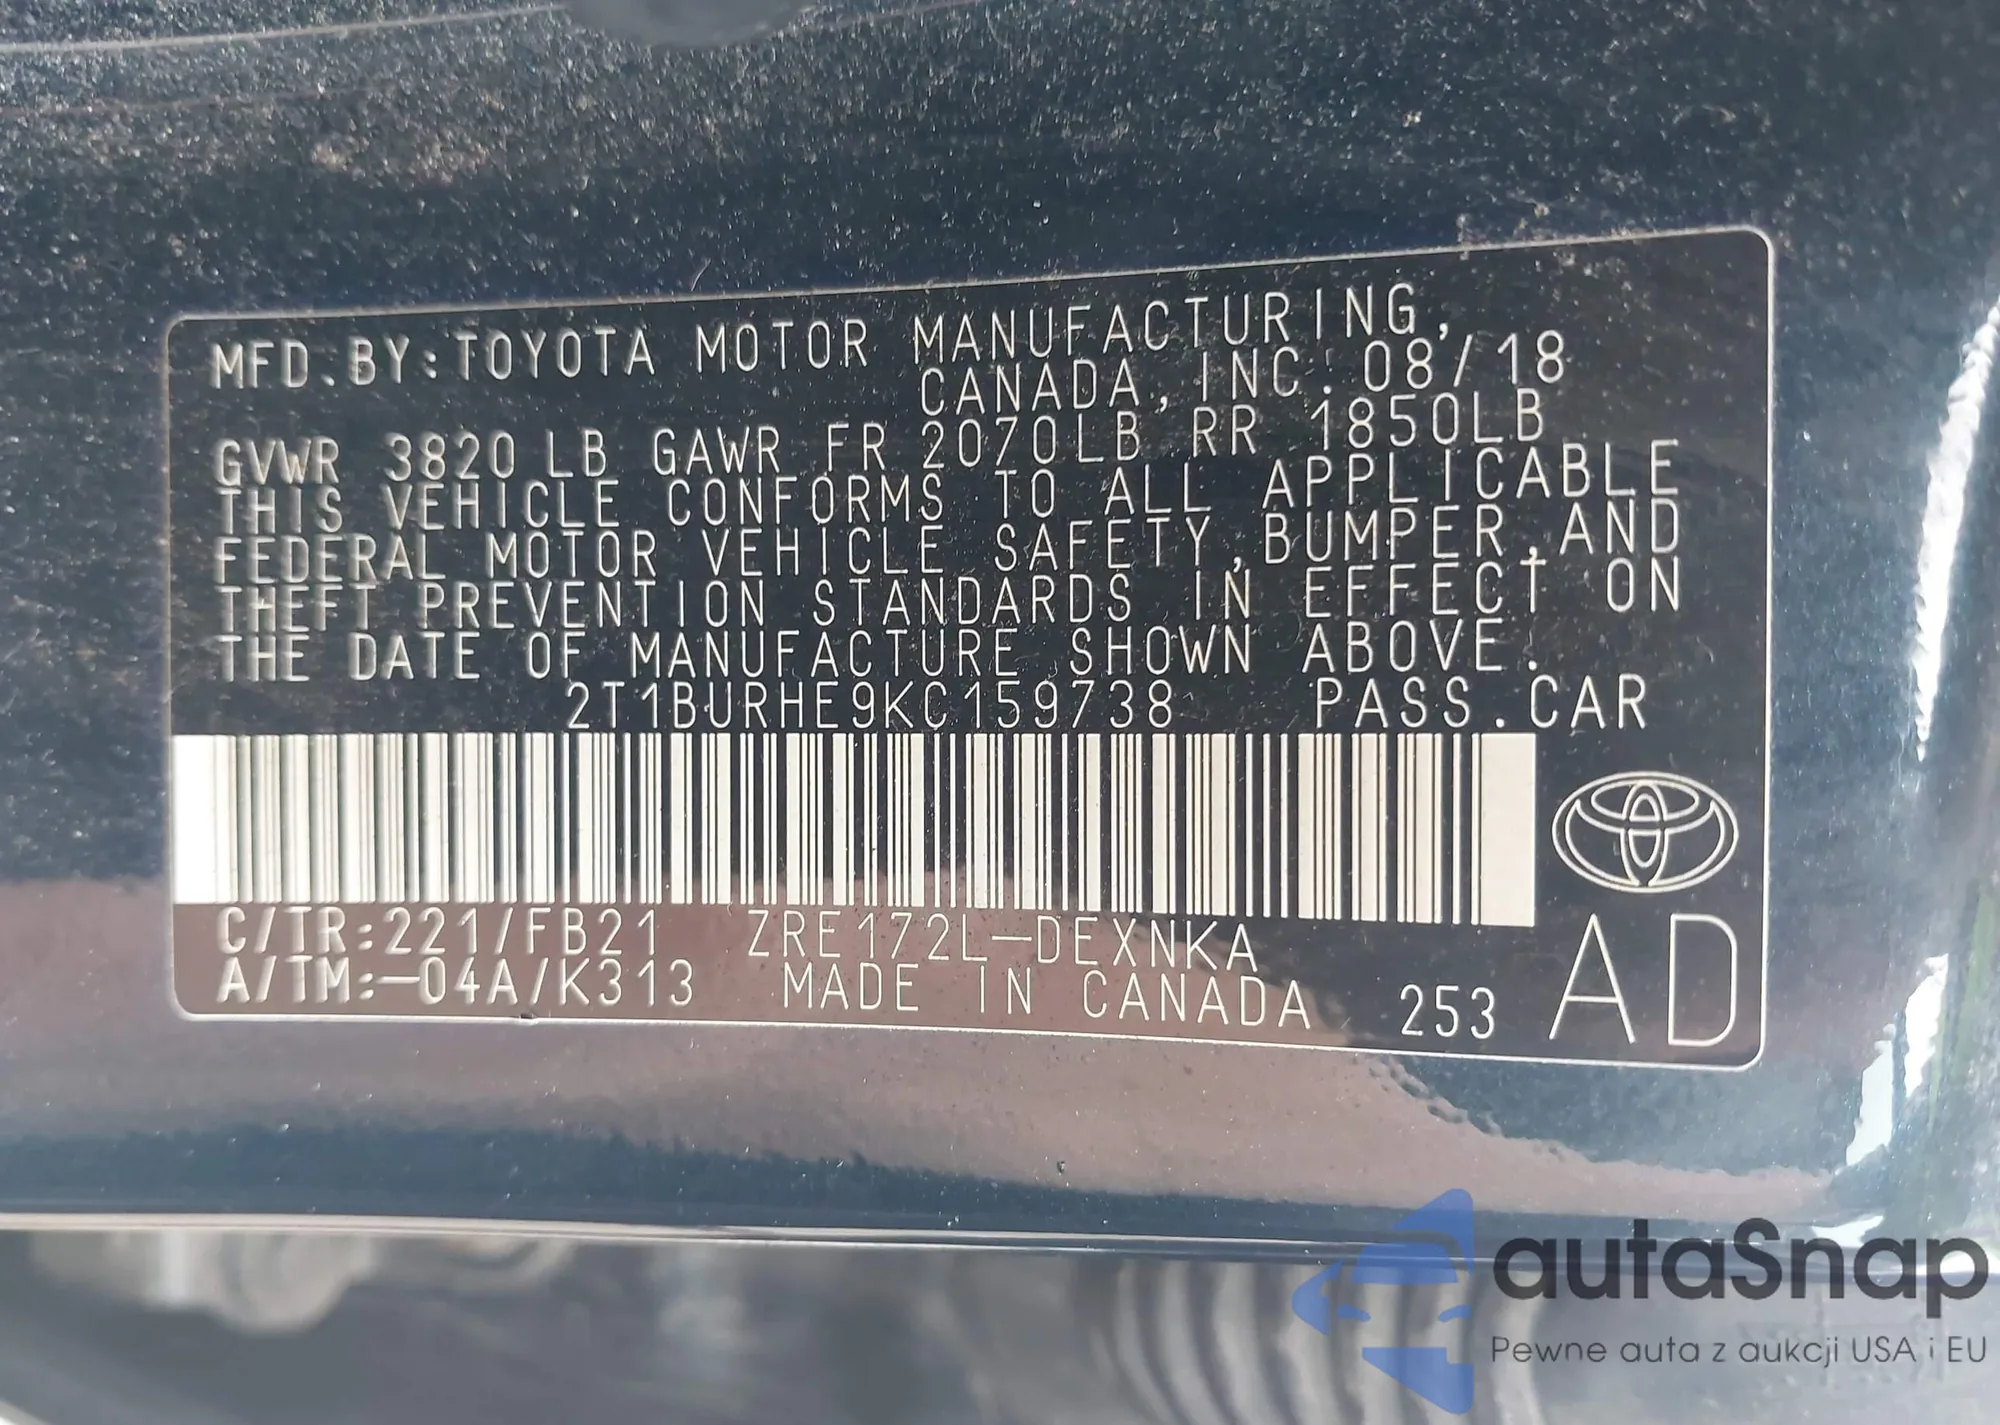 MFD.BY:TOYOTA MOTOR MANUFACTURING,
CANADA, INC. 08/18
GVWR 3820LB GAWR FR 2070LB RR 1850LB
THIS VEHICLE CONFORMS TO ALL APPLICABLE
FEDERAL MOTOR VEHICLE SAFETY,BUMPER,AND
THEFT PREVENTION STANDARDS IN EFFECT ON
THE DATE OF MANUFACTURE SHOWN ABOVE.
2T1BURHE9KC159738 PASS.CAR
C/TR:221/FB21 ZRE172L-DEXNKA
A/TM:-04A/K313 MADE IN CANADA 253 AD
autaSnap
Pewne auta z aukcji USA i EU